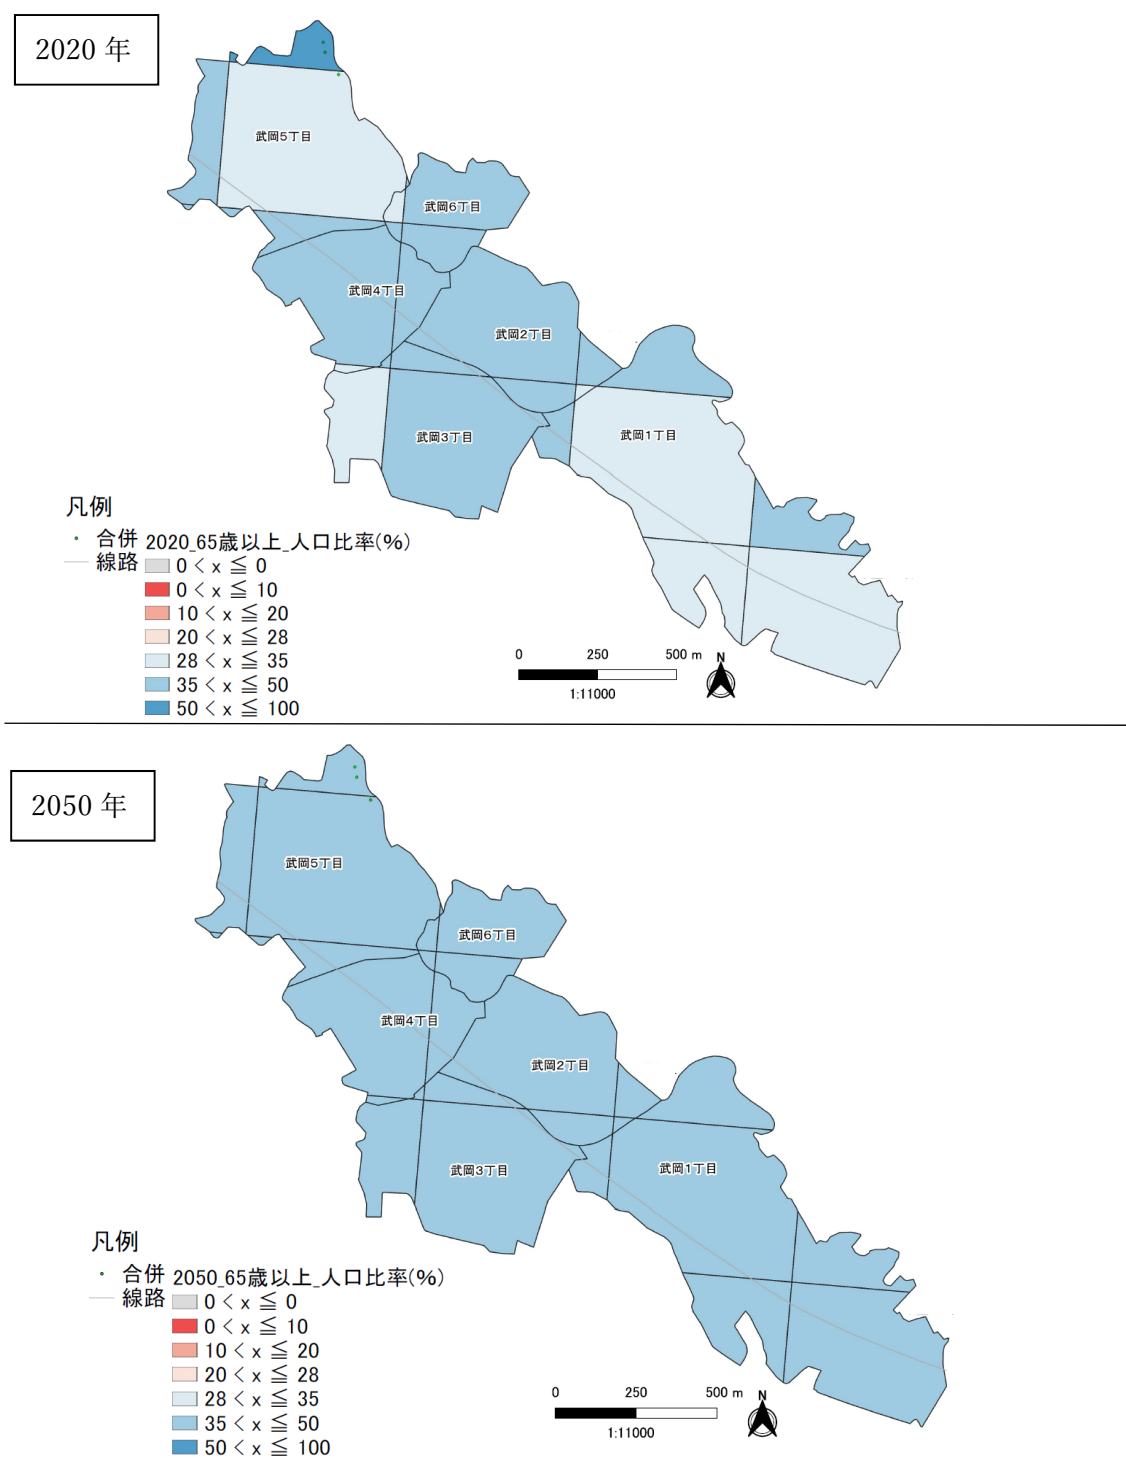 2020 年
武岡5丁目
武岡6丁目
武岡4丁目
武岡2丁目
武岡3丁目
武岡1丁目
凡例
合併
線路
2020_65歳以上_人口比率(%)
0 < x ≦ 0
0 < x ≦ 10
10 < x ≦ 20
20 < x ≦ 28
28 < x ≦ 35
35 < x ≦ 50
50 < x ≦ 100
0 250 500 m
1:11000
N
2050 年
武岡5丁目
武岡6丁目
武岡4丁目
武岡2丁目
武岡3丁目
武岡1丁目
凡例
合併
線路
2050_65歳以上_人口比率(%)
0 < x ≦ 0
0 < x ≦ 10
10 < x ≦ 20
20 < x ≦ 28
28 < x ≦ 35
35 < x ≦ 50
50 < x ≦ 100
0 250 500 m
1:11000
N